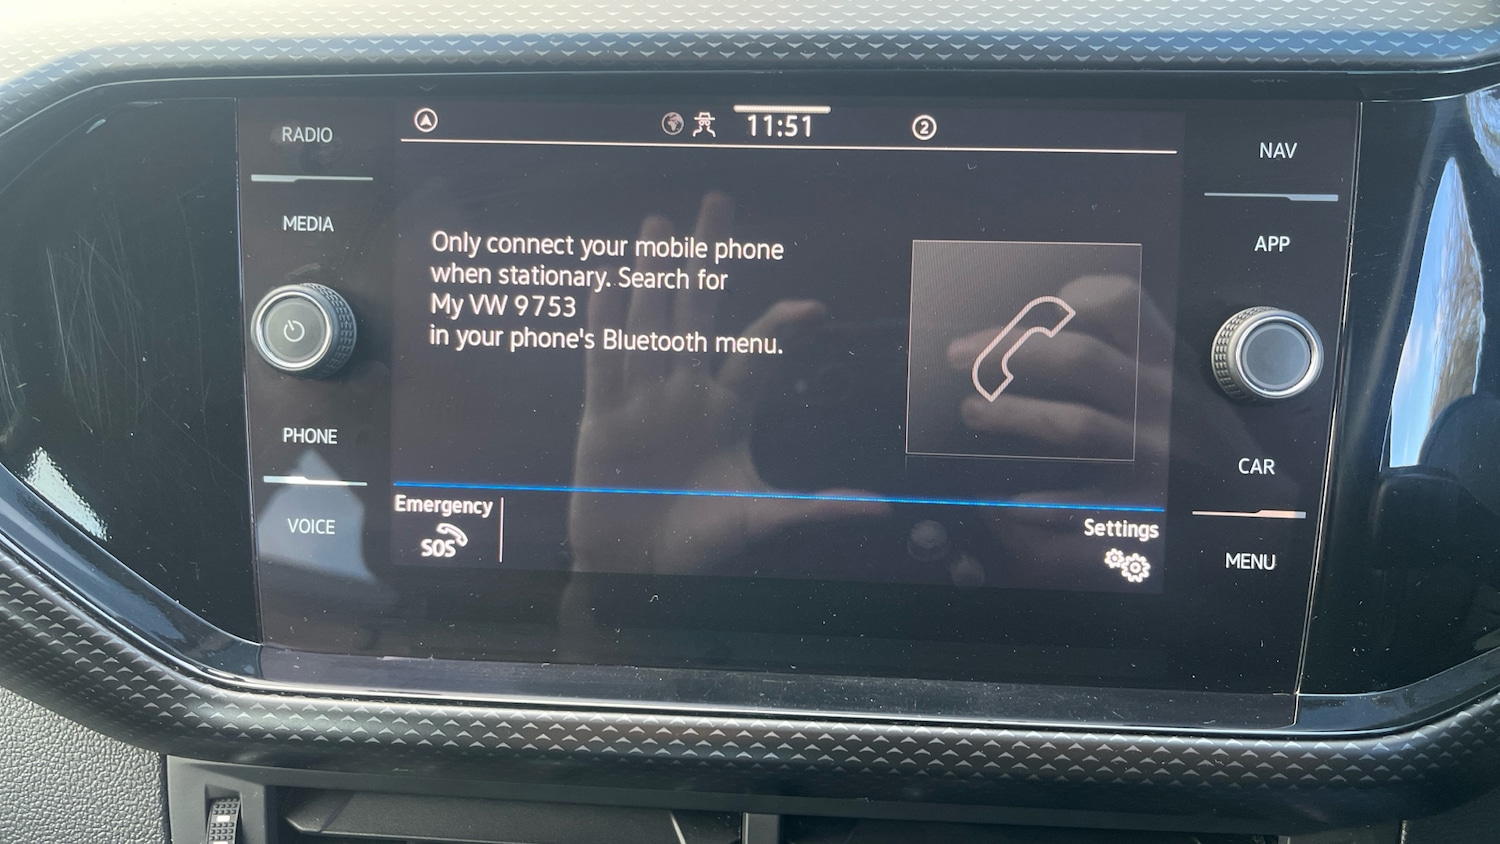 RADIO
MEDIA
PHONE
VOICE
11:51
2
Only connect your mobile phone
when stationary. Search for
My VW 9753
in your phone's Bluetooth menu.
Emergency
SOS
Settings
NAV
APP
CAR
MENU